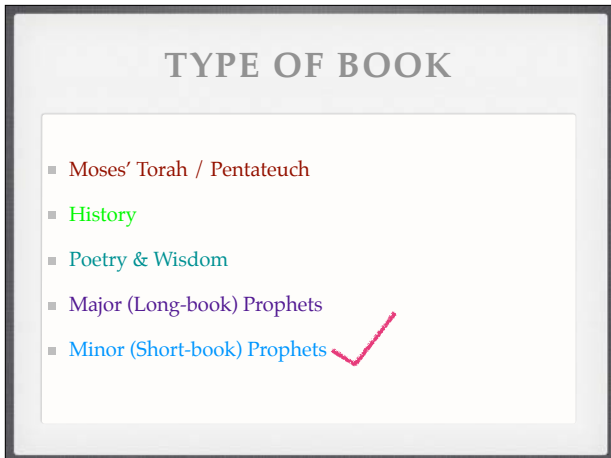 TYPE OF BOOK
Moses’ Torah / Pentateuch
History
Poetry & Wisdom
Major (Long-book) Prophets
Minor (Short-book) Prophets